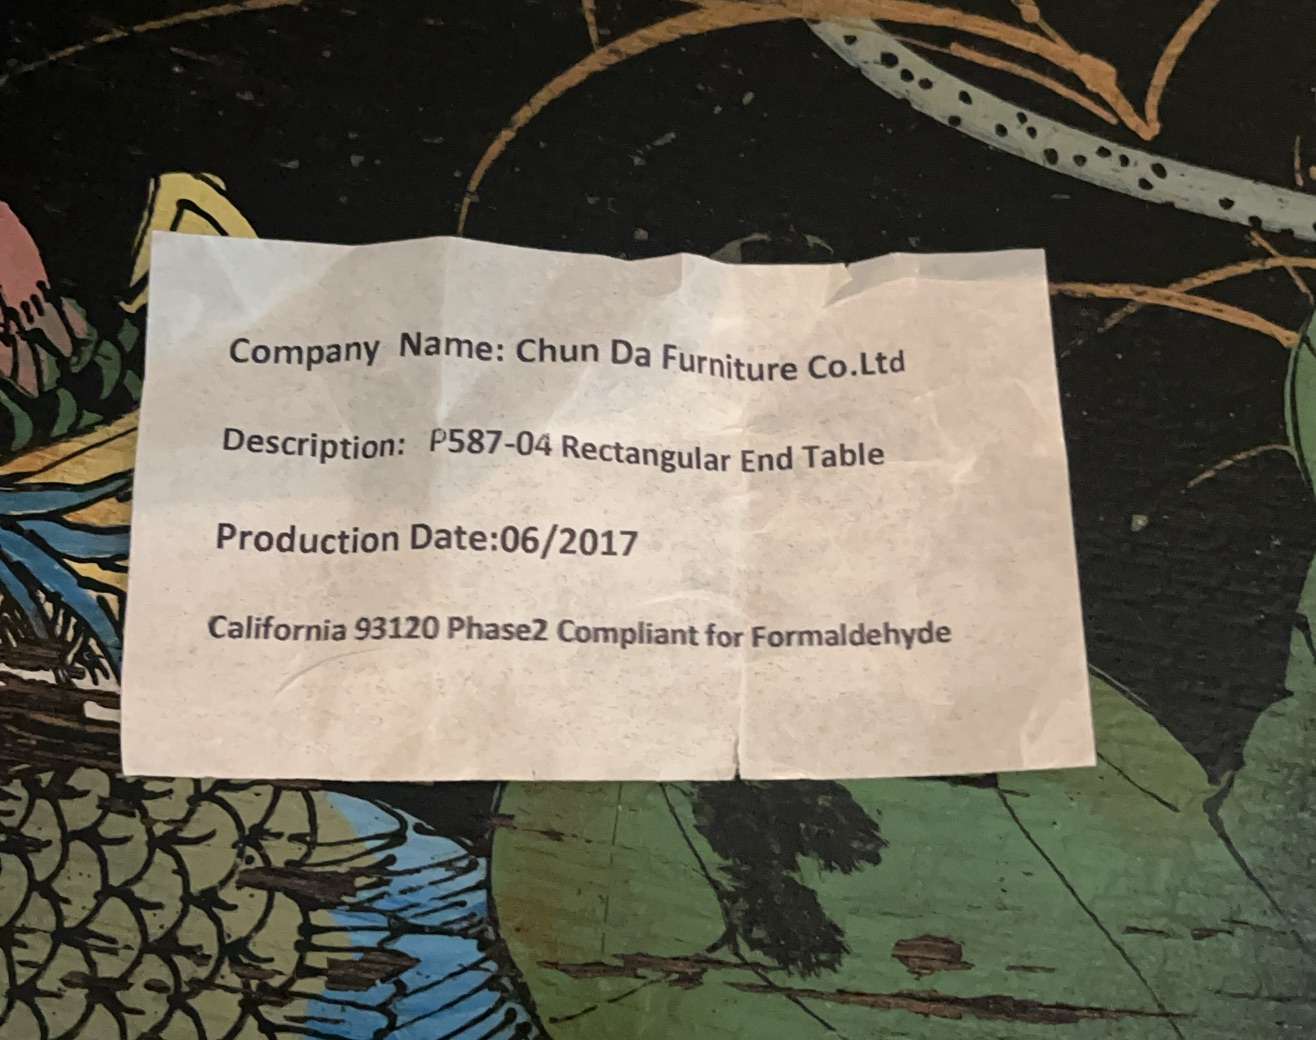 Company Name: Chun Da Furniture Co.Ltd
Description: P587-04 Rectangular End Table
Production Date:06/2017
California 93120 Phase2 Compliant for Formaldehyde